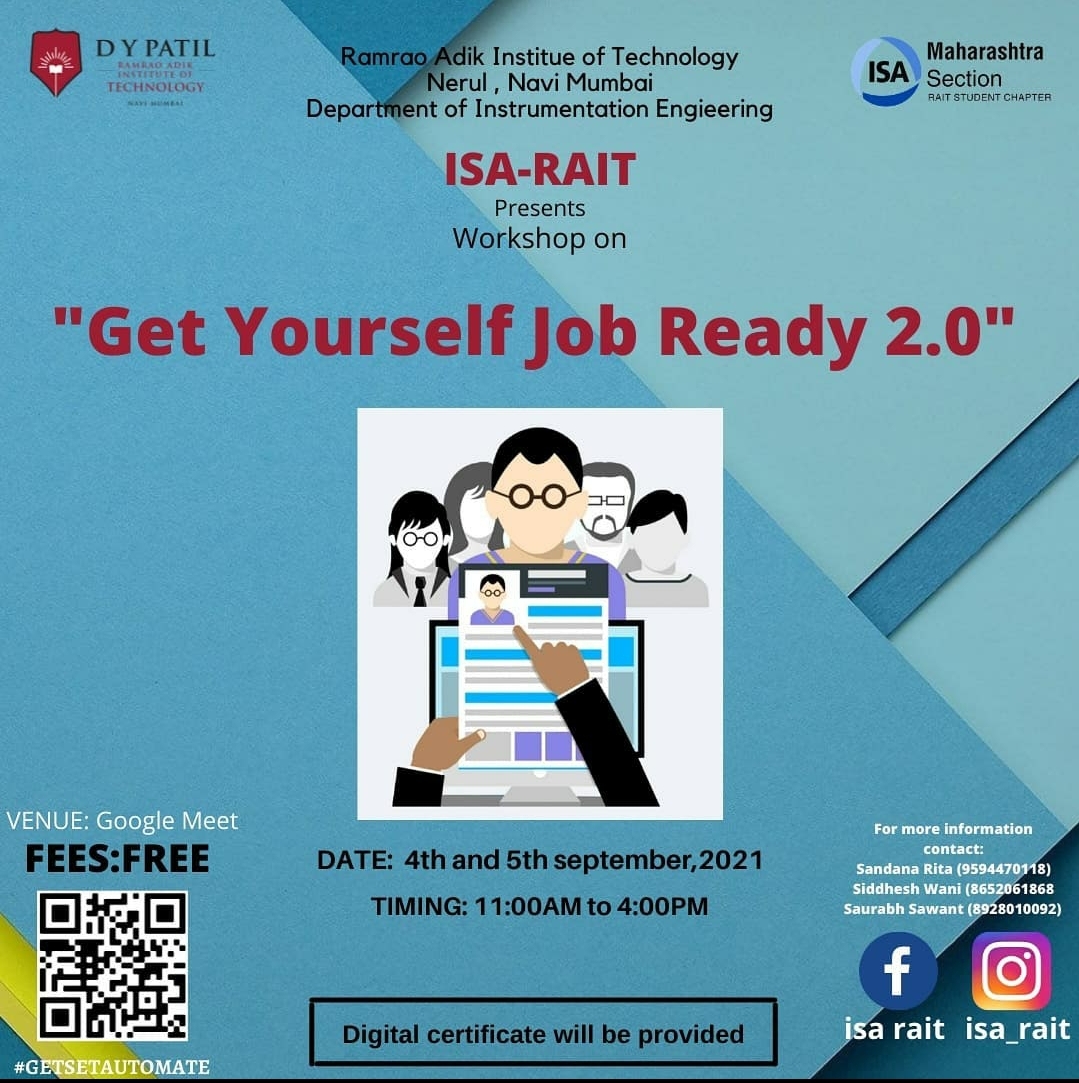 D Y PATIL
RAMRAO ADIK
INSTITUTE OF
TECHNOLOGY
NAVI MUMBAI
Ramrao Adik Institue of Technology
Nerul , Navi Mumbai
Department of Instrumentation Engieering
ISA
Maharashtra
Section
RAIT STUDENT CHAPTER
ISA-RAIT
Presents
Workshop on
"Get Yourself Job Ready 2.0"
VENUE: Google Meet
FEES:FREE
#GETSETAUTOMATE
DATE: 4th and 5th september,2021
TIMING: 11:00AM to 4:00PM
Digital certificate will be provided
For more information
contact:
Sandana Rita (9594470118)
Siddhesh Wani (8652061868
Saurabh Sawant (8928010092)
isa rait
isa_rait